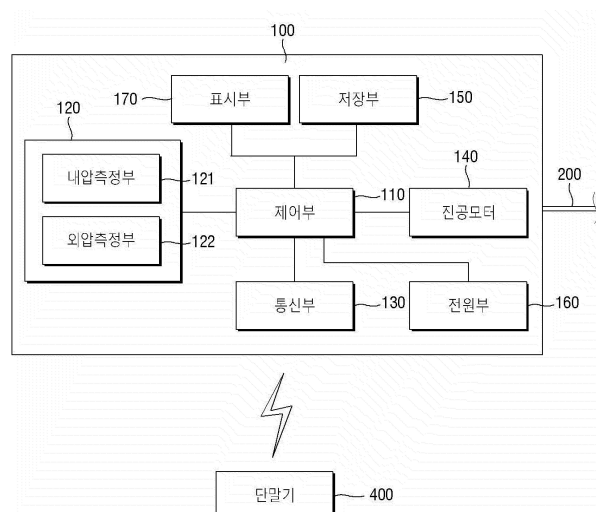 100
170
표시부
저장부
150
120
140
200
내압측정부
121
제어부
110
진공모터
외압측정부
122
통신부
130
전원부
160
단말기
400